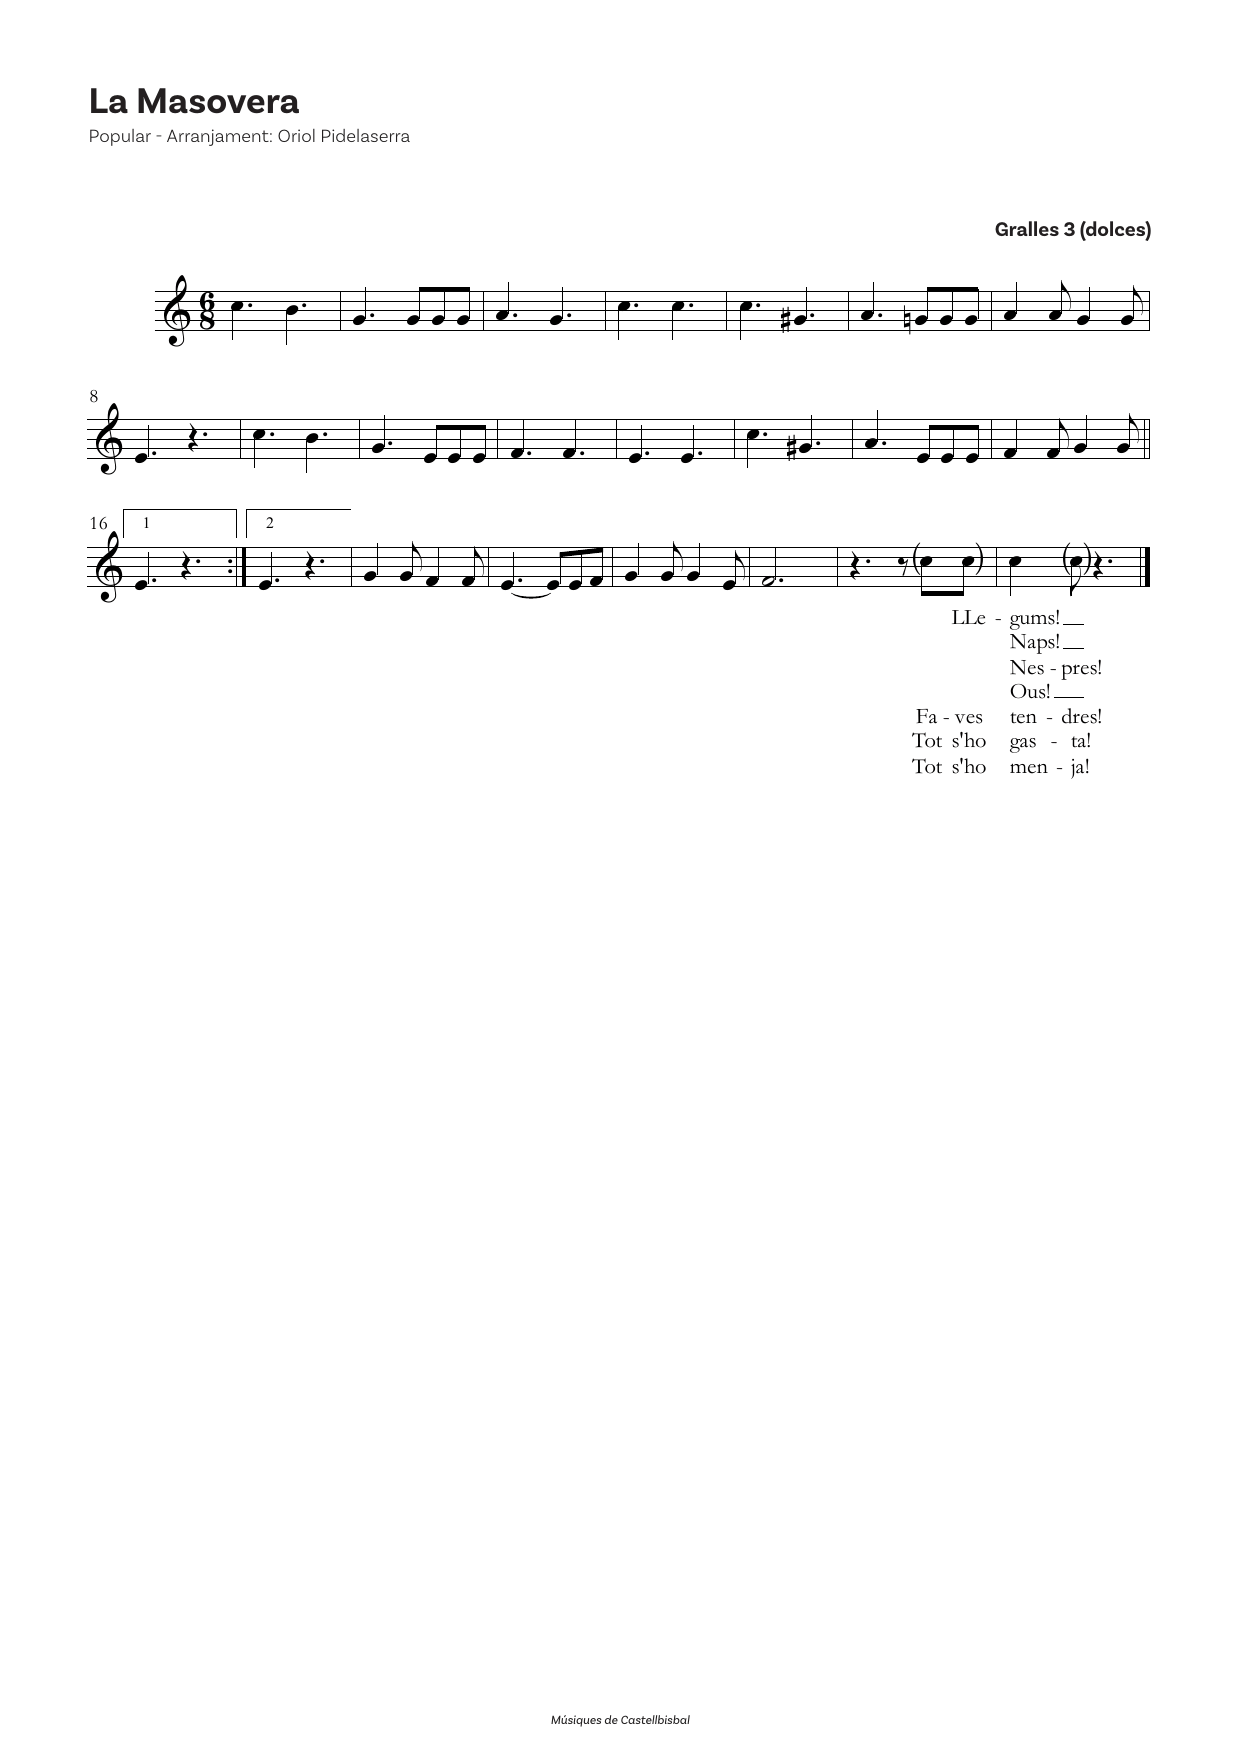 La Masovera
Popular - Arranjament: Oriol Pidelaserra
Gralles 3 (dolces)
6
8
8
16
1
2
LLe - gums!
Naps!
Nes - pres!
Ous!
Fa - ves ten - dres!
Tot s'ho gas - ta!
Tot s'ho men - ja!
Músiques de Castellbisbal